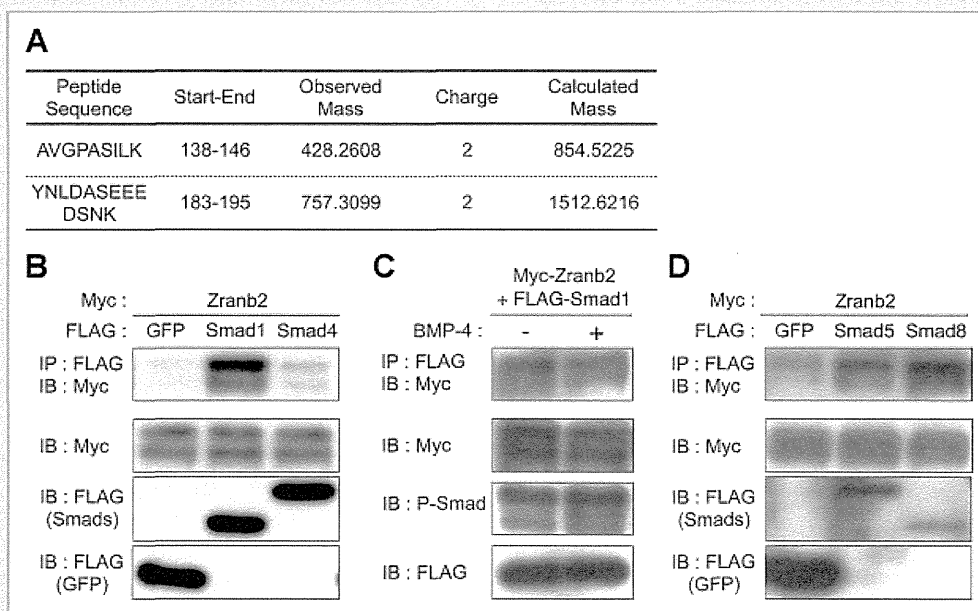 A
Peptide Sequence Start-End Observed Mass Charge Calculated Mass
AVGPASILK 138-146 428.2608 2 854.5225
YNLDASEEE DSNK 183-195 757.3099 2 1512.6216
B
Myc : Zranb2
FLAG : GFP Smad1 Smad4
IP : FLAG
IB : Myc
IB : Myc
IB : FLAG
(Smads)
IB : FLAG
(GFP)
C
Myc-Zranb2
+ FLAG-Smad1
BMP-4 : - +
IP : FLAG
IB : Myc
IB : Myc
IB : P-Smad
IB : FLAG
D
Myc : Zranb2
FLAG : GFP Smad5 Smad8
IP : FLAG
IB : Myc
IB : Myc
IB : FLAG
(Smads)
IB : FLAG
(GFP)